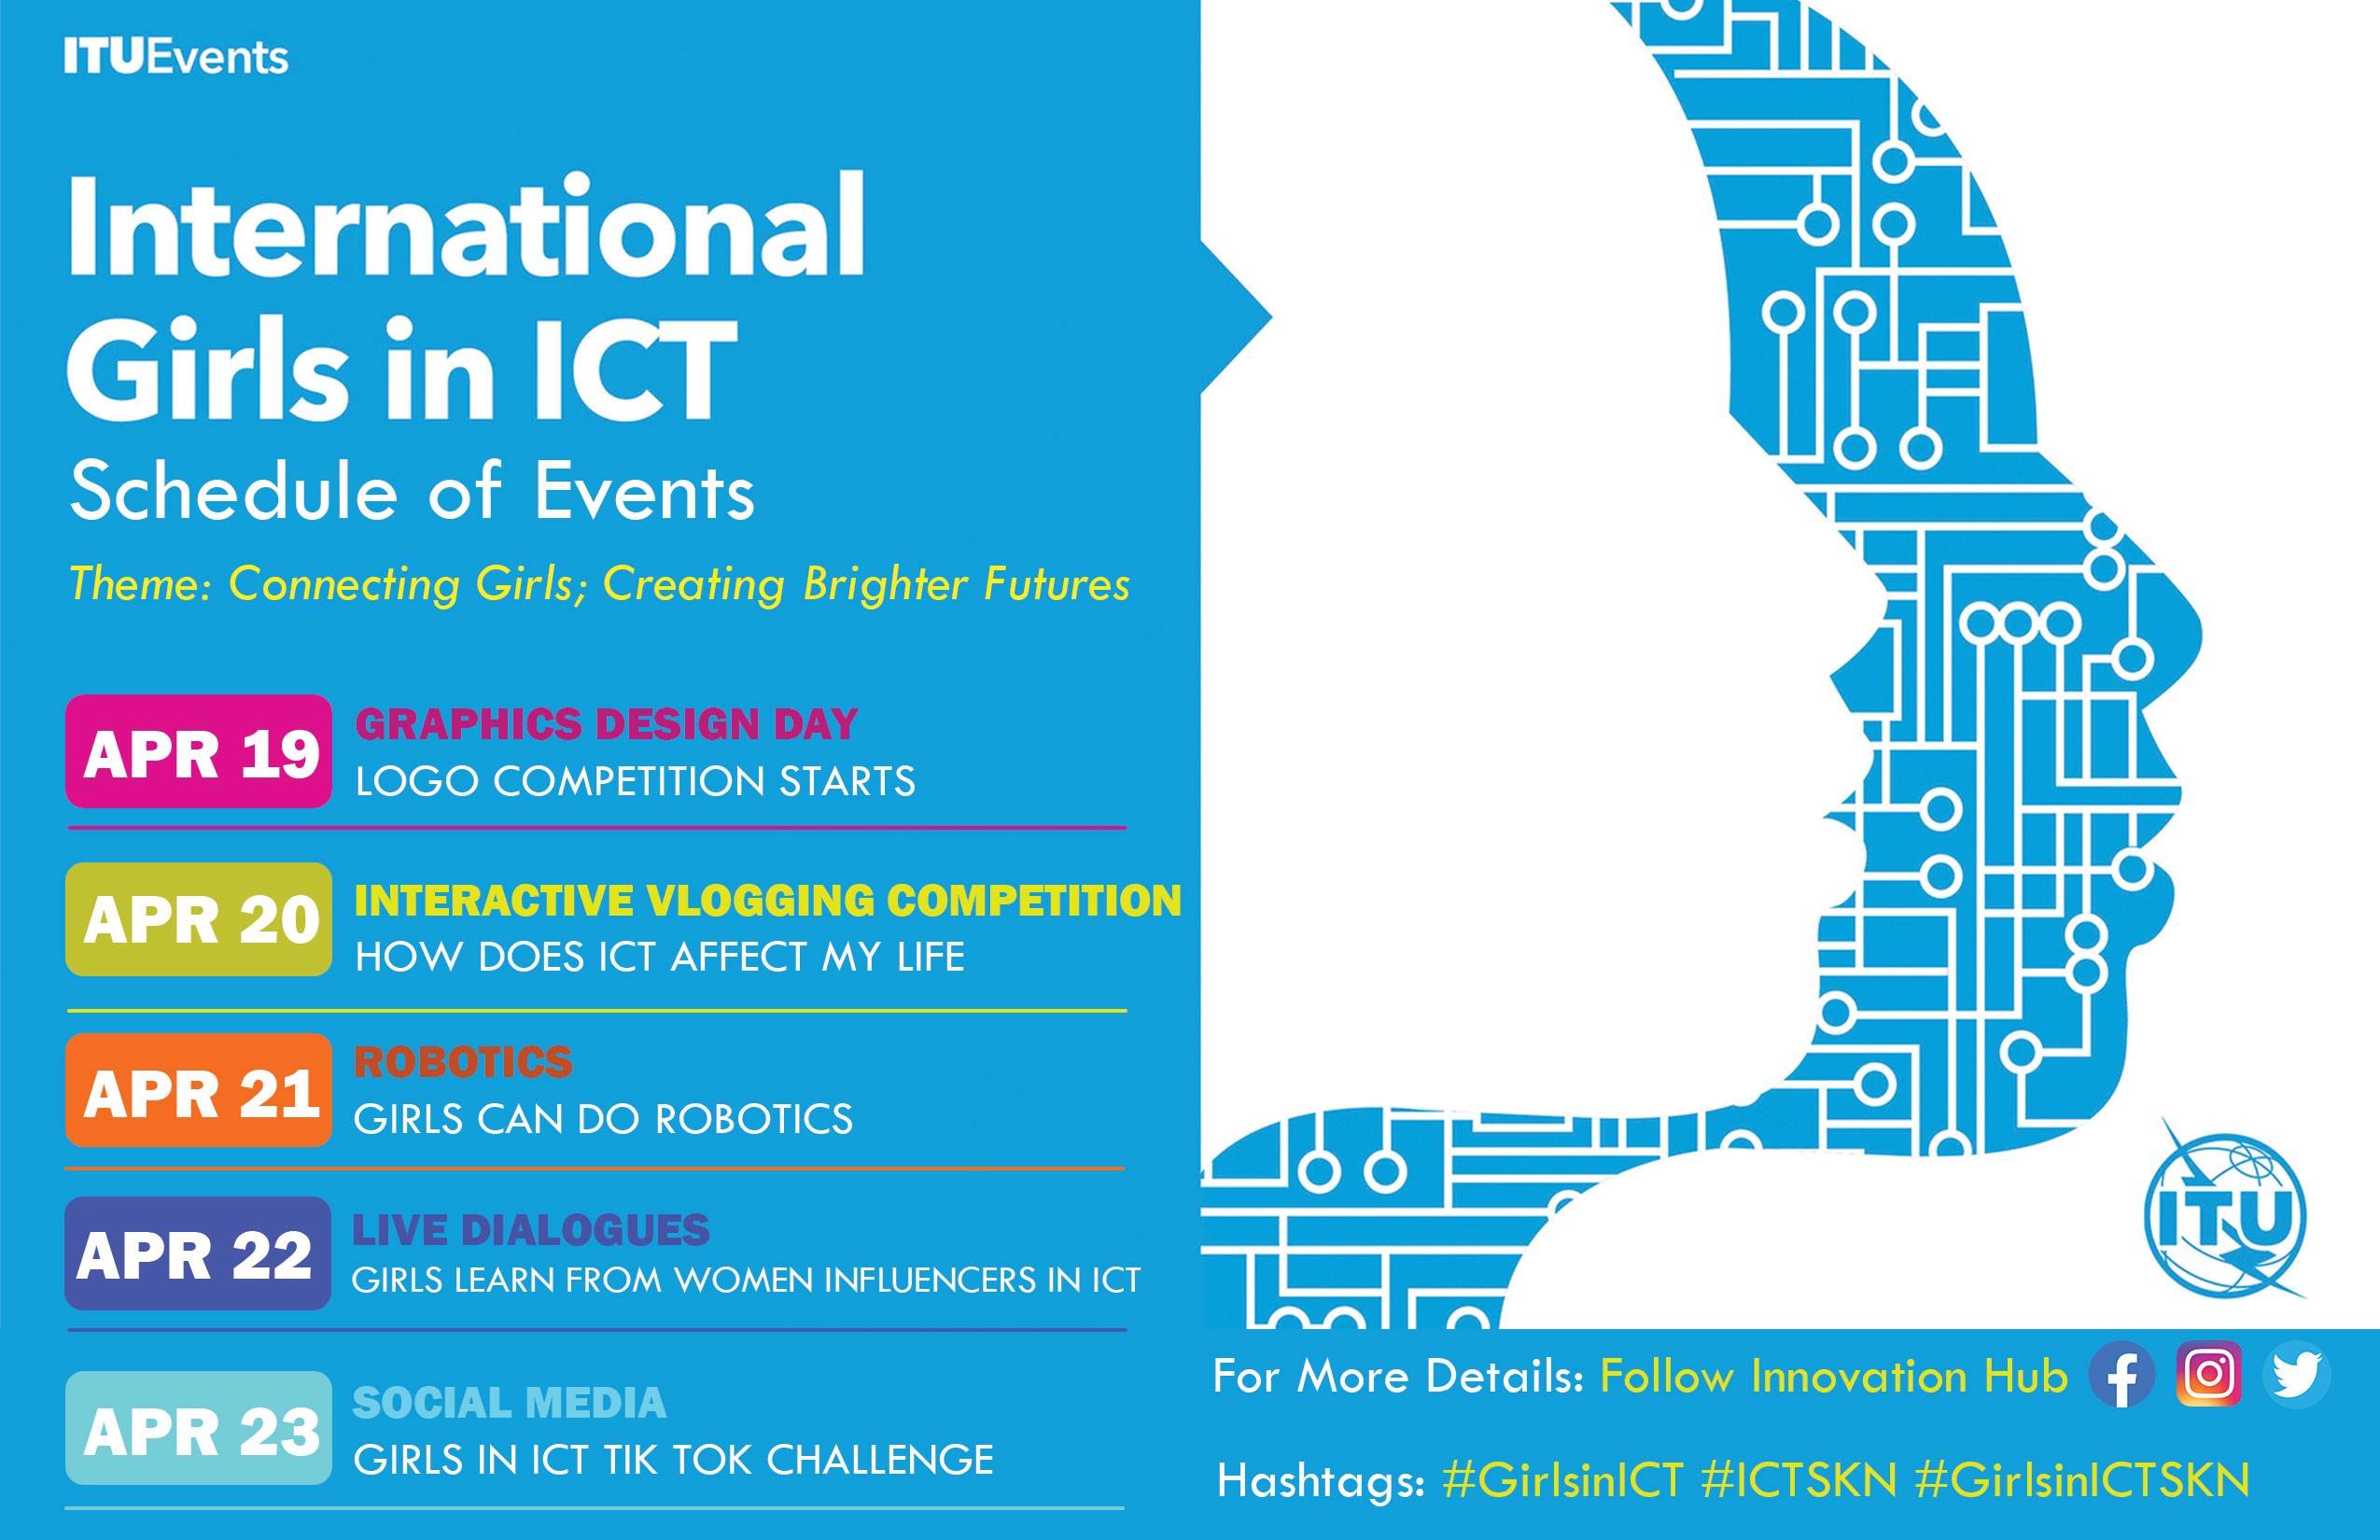 ITUEvents
International
Girls in ICT
Schedule of Events
Theme: Connecting Girls; Creating Brighter Futures
APR 19
GRAPHICS DESIGN DAY
LOGO COMPETITION STARTS
APR 20
INTERACTIVE VLOGGING COMPETITION
HOW DOES ICT AFFECT MY LIFE
APR 21
ROBOTICS
GIRLS CAN DO ROBOTICS
APR 22
LIVE DIALOGUES
GIRLS LEARN FROM WOMEN INFLUENCERS IN ICT
APR 23
SOCIAL MEDIA
GIRLS IN ICT TIK TOK CHALLENGE
ITU
For More Details: Follow Innovation Hub
Hashtags: #GirlsinICT #ICTSKN #GirlsinICTSKN